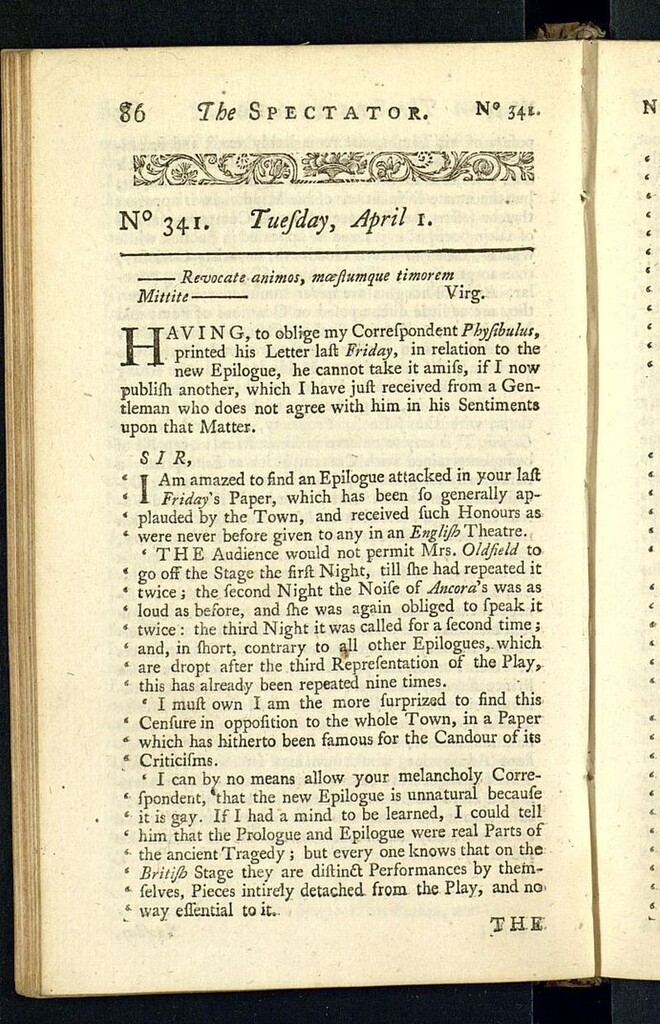 86 The SPECTATOR. Nº 341.
Nº 341. Tueſday, April 1.
—— Revocate animos, mœſtumque timorem
Mittite —— Virg.
HAVING, to oblige my Correſpondent Phyſibulus,
printed his Letter laſt Friday, in relation to the
new Epilogue, he cannot take it amiſs, if I now
publiſh another, which I have juſt received from a Gen-
tleman who does not agree with him in his Sentiments
upon that Matter.
SIR,
‘ I Am amazed to find an Epilogue attacked in your laſt
‘ Friday's Paper, which has been ſo generally ap-
‘ plauded by the Town, and received ſuch Honours as
‘ were never before given to any in an Engliſh Theatre.
‘ THE Audience would not permit Mrs. Oldfield to
‘ go off the Stage the firſt Night, till ſhe had repeated it
‘ twice; the ſecond Night the Noiſe of Ancora's was as
‘ loud as before, and ſhe was again obliged to ſpeak it
‘ twice: the third Night it was called for a ſecond time;
‘ and, in ſhort, contrary to all other Epilogues, which
‘ are dropt after the third Repreſentation of the Play,
‘ this has already been repeated nine times.
‘ I muſt own I am the more ſurprized to find this
‘ Cenſure in oppoſition to the whole Town, in a Paper
‘ which has hitherto been famous for the Candour of its
‘ Criticiſms.
‘ I can by no means allow your melancholy Corre-
‘ ſpondent, that the new Epilogue is unnatural becauſe
‘ it is gay. If I had a mind to be learned, I could tell
‘ him that the Prologue and Epilogue were real Parts of
‘ the ancient Tragedy; but every one knows that on the
‘ Britiſh Stage they are diſtinct Performances by them-
‘ ſelves, Pieces intirely detached from the Play, and no
‘ way eſſential to it.
THE
N